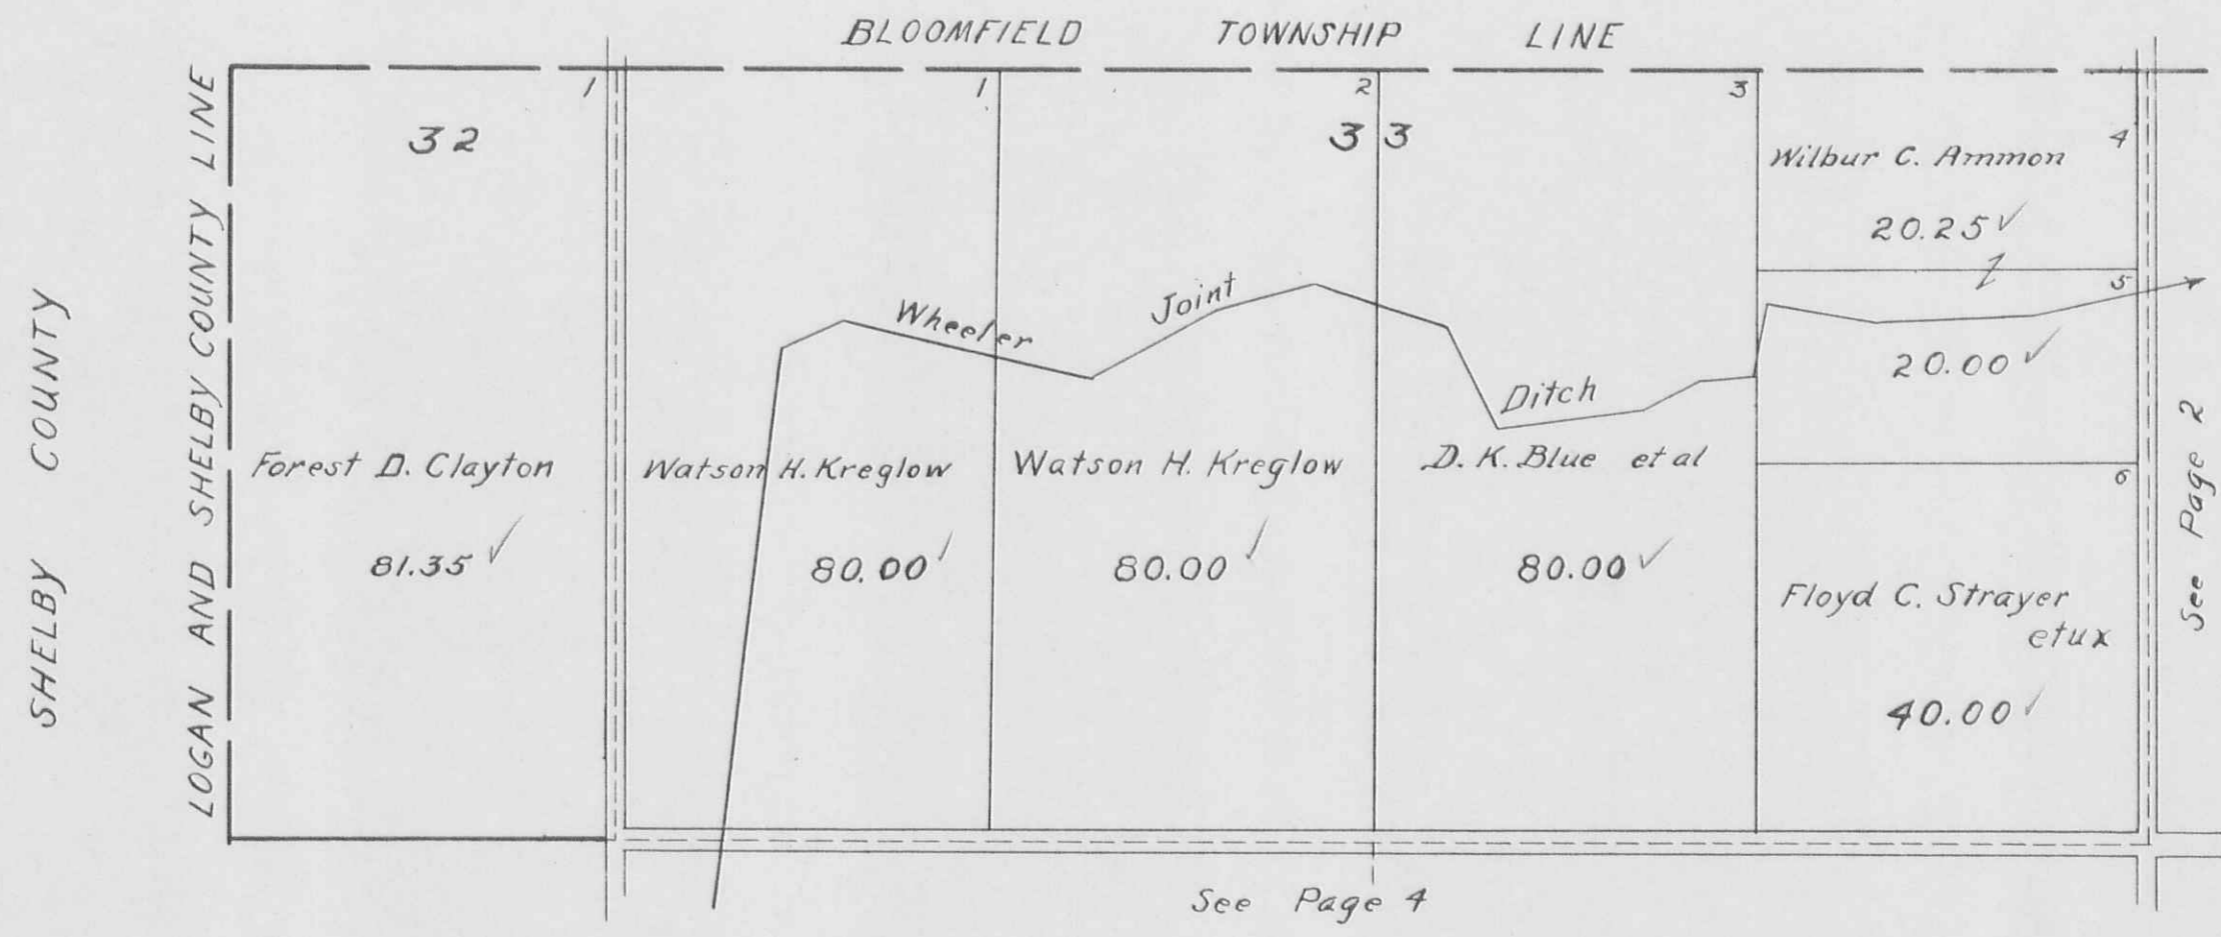 BLOOMFIELD TOWNSHIP LINE
SHELBY COUNTY
LOGAN AND SHELBY COUNTY LINE
1
32
Forest D. Clayton
81.35 ✓
1
Watson H. Kreglow
80.00 ✓
2
33
Watson H. Kreglow
80.00 ✓
3
D. K. Blue et al
80.00 ✓
Wheeler Joint Ditch
4
Wilbur C. Ammon
20.25 ✓
5
20.00 ✓
6
Floyd C. Strayer
etux
40.00 ✓
See Page 2
See Page 4